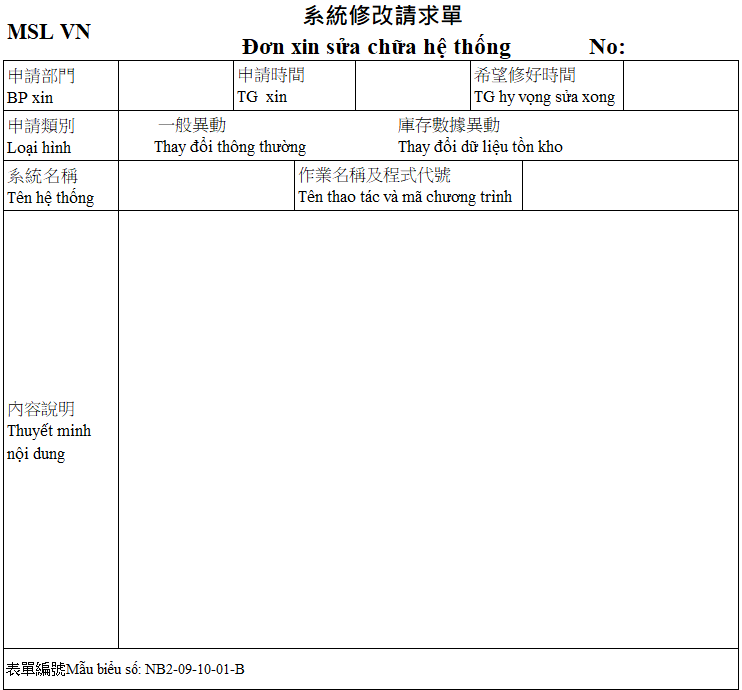 系統修改請求單
MSL VN
Đơn xin sửa chữa hệ thống No:
申請部門
BP xin
申請時間
TG xin
希望修好時間
TG hy vọng sửa xong
申請類別
Loại hình
一般異動
Thay đổi thông thường
庫存數據異動
Thay đổi dữ liệu tồn kho
系統名稱
Tên hệ thống
作業名稱及程式代號
Tên thao tác và mã chương trình
內容說明
Thuyết minh
nội dung
表單編號Mẫu biểu số: NB2-09-10-01-B